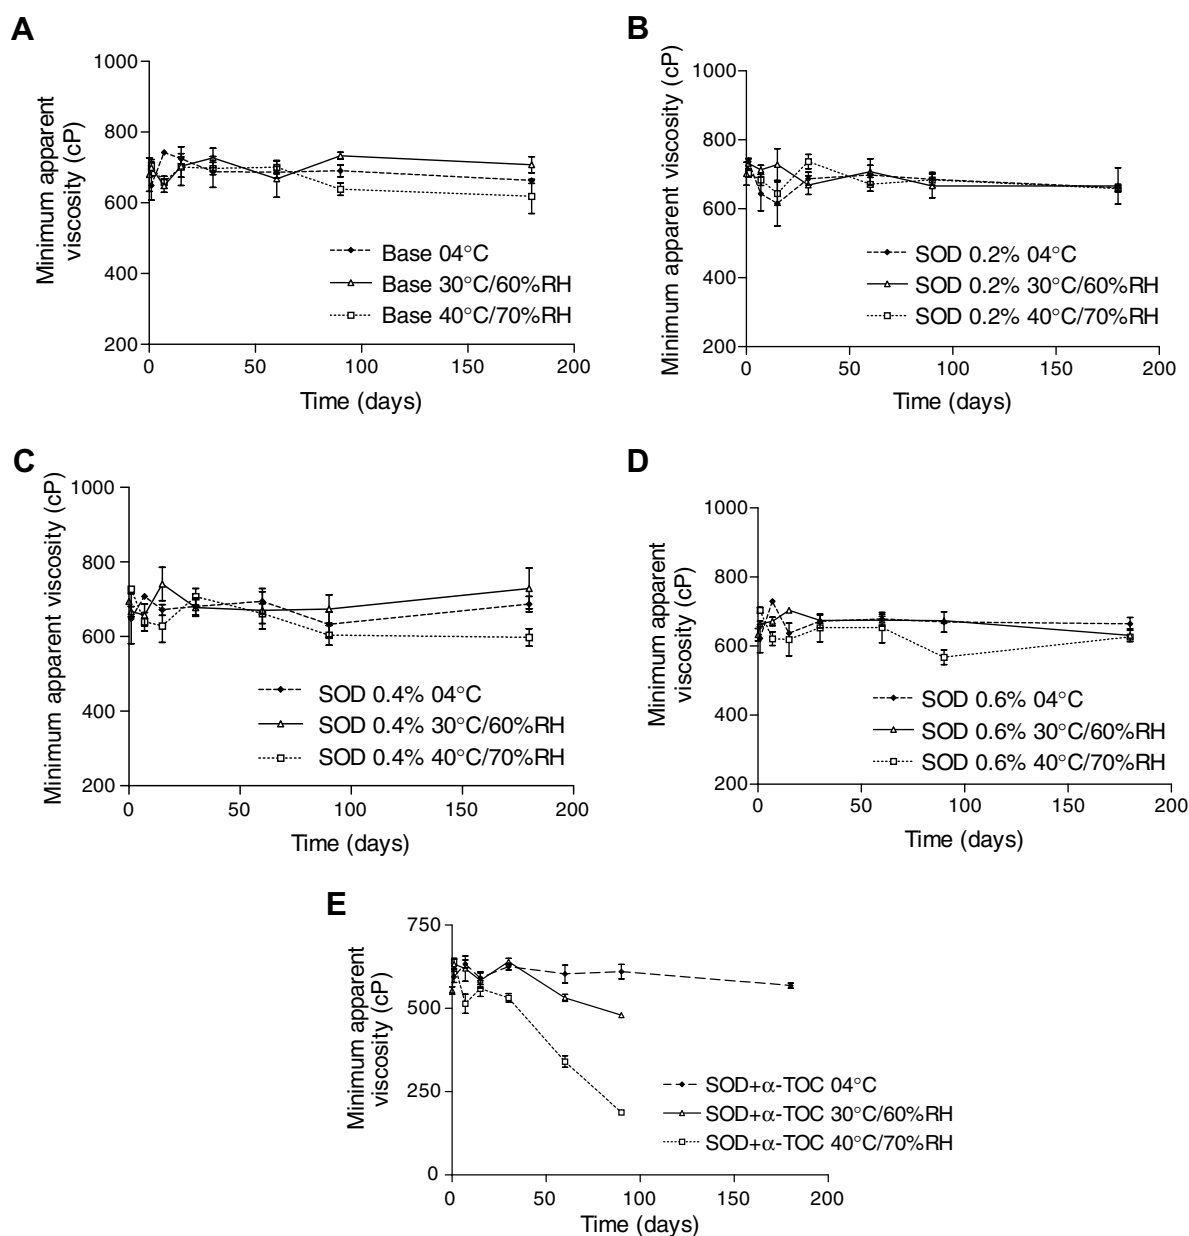 A
Minimum apparent
viscosity (cP)
1000
800
600
400
200
0
50
100
150
200
Time (days)
Base 04°C
Base 30°C/60%RH
Base 40°C/70%RH
B
Minimum apparent viscosity (cP)
1000
800
600
400
200
0
50
100
150
200
Time (days)
SOD 0.2% 04°C
SOD 0.2% 30°C/60%RH
SOD 0.2% 40°C/70%RH
C
Minimum apparent viscosity (cP)
1000
800
600
400
200
0
50
100
150
200
Time (days)
SOD 0.4% 04°C
SOD 0.4% 30°C/60%RH
SOD 0.4% 40°C/70%RH
D
Minimum apparent
viscosity (cP)
1000
800
600
400
200
0
50
100
150
200
Time (days)
SOD 0.6% 04°C
SOD 0.6% 30°C/60%RH
SOD 0.6% 40°C/70%RH
E
Minimum apparent
viscosity (cP)
750
500
250
0
0
50
100
150
200
Time (days)
SOD+α-TOC 04°C
SOD+α-TOC 30°C/60%RH
SOD+α-TOC 40°C/70%RH